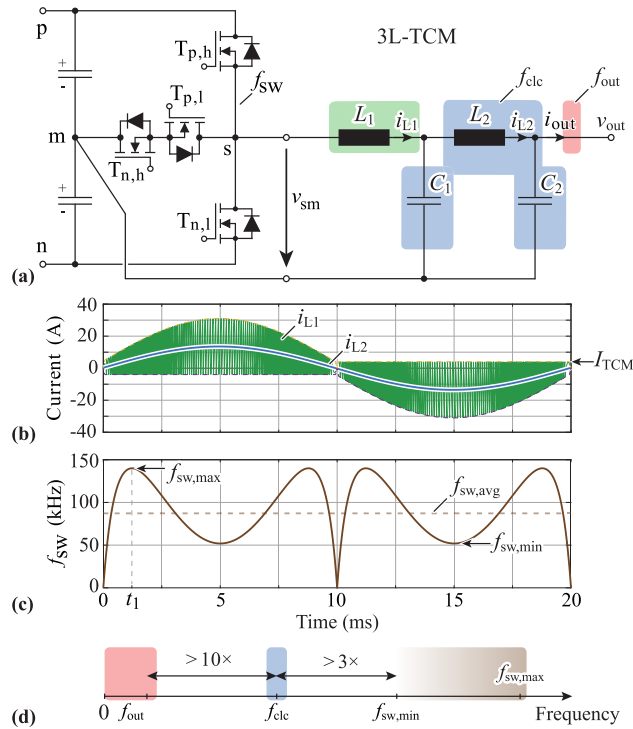 p
3L-TCM
T_p,h
f_sw
f_clc
f_out
+
-
T_p,l
L_1
i_L1
L_2
i_L2
i_out
v_out
m
s
T_n,h
+
-
T_n,l
v_sm
C_1
C_2
n
(a)
40
20
0
-20
-40
Current (A)
i_L1
i_L2
I_TCM
(b)
150
100
50
0
f_sw (kHz)
f_sw,max
f_sw,avg
f_sw,min
(c)
0 t_1 5 10 15 20
Time (ms)
>10×
>3×
f_sw,max
(d)
0 f_out f_clc f_sw,min Frequency